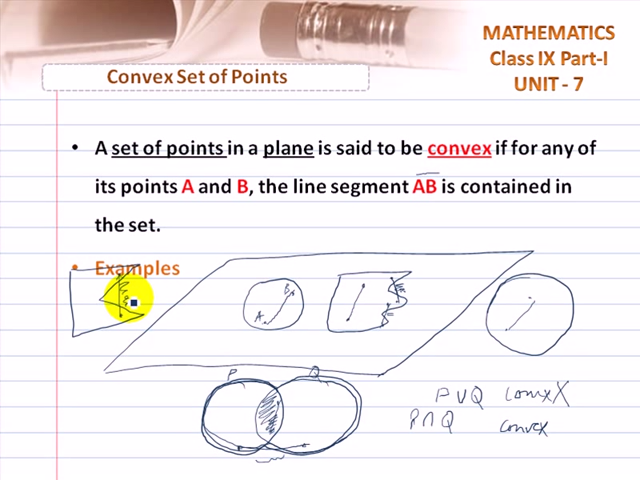 MATHEMATICS
Class IX Part-I
UNIT - 7
Convex Set of Points
• A set of points in a plane is said to be convex if for any of
its points A and B, the line segment AB is contained in
the set.
• Examples
A
B
P
Q
P ∪ Q convex X
P ∩ Q convex